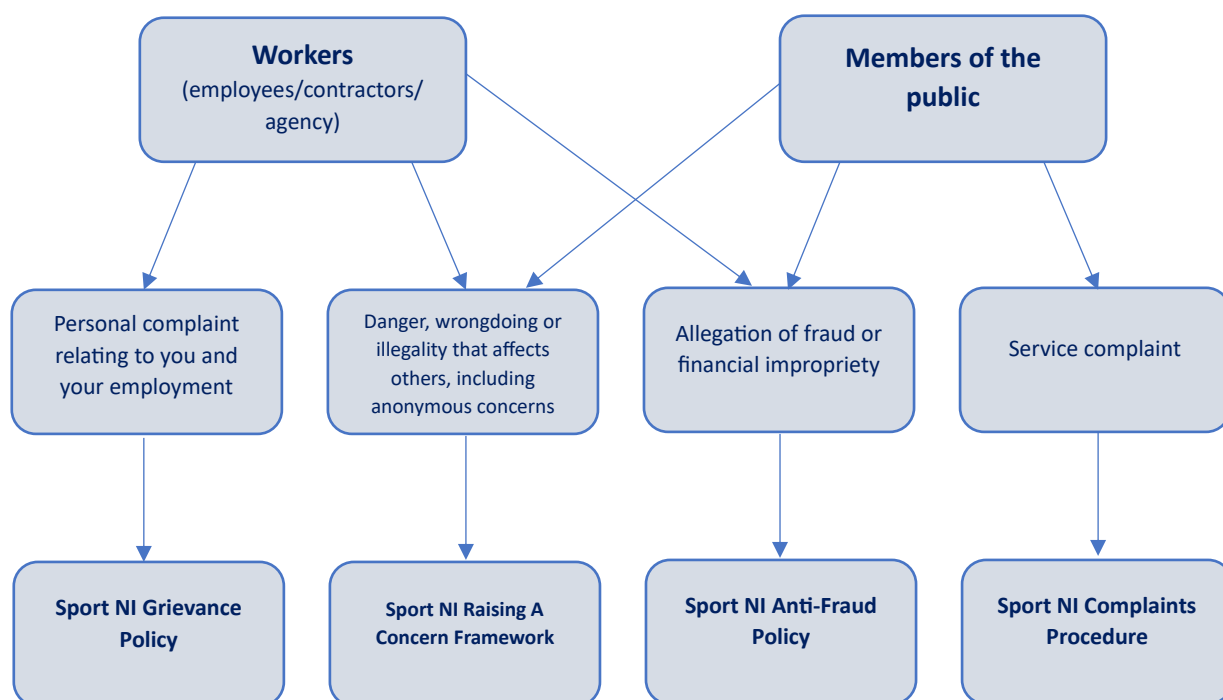 Workers
(employees/contractors/
agency)
Members of the
public
Personal complaint
relating to you and
your employment
Danger, wrongdoing or
illegality that affects
others, including
anonymous concerns
Allegation of fraud or
financial impropriety
Service complaint
Sport NI Grievance
Policy
Sport NI Raising A
Concern Framework
Sport NI Anti-Fraud
Policy
Sport NI Complaints
Procedure